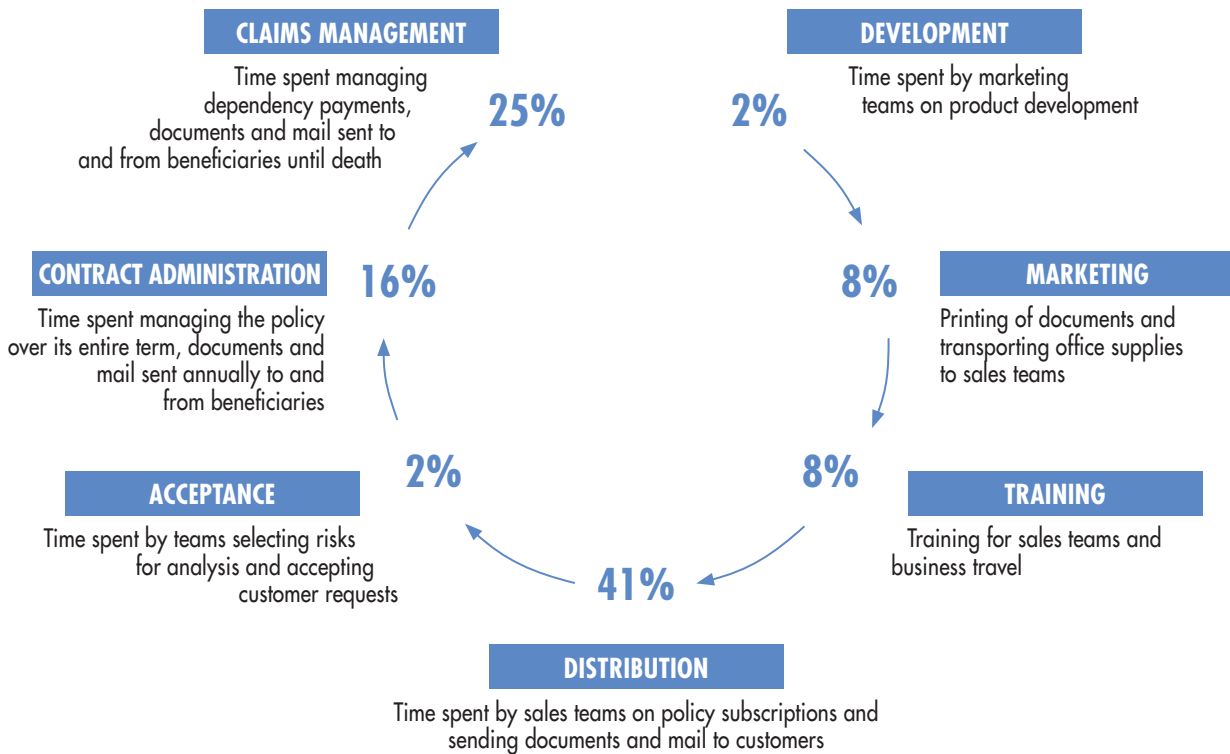 CLAIMS MANAGEMENT
Time spent managing
dependency payments,
documents and mail sent to
and from beneficiaries until death
25%
DEVELOPMENT
Time spent by marketing
teams on product development
2%
CONTRACT ADMINISTRATION
16%
Time spent managing the policy
over its entire term, documents and
mail sent annually to and
from beneficiaries
8%
MARKETING
Printing of documents and
transporting office supplies
to sales teams
2%
ACCEPTANCE
Time spent by teams selecting risks
for analysis and accepting
customer requests
8%
TRAINING
Training for sales teams and
business travel
41%
DISTRIBUTION
Time spent by sales teams on policy subscriptions and
sending documents and mail to customers